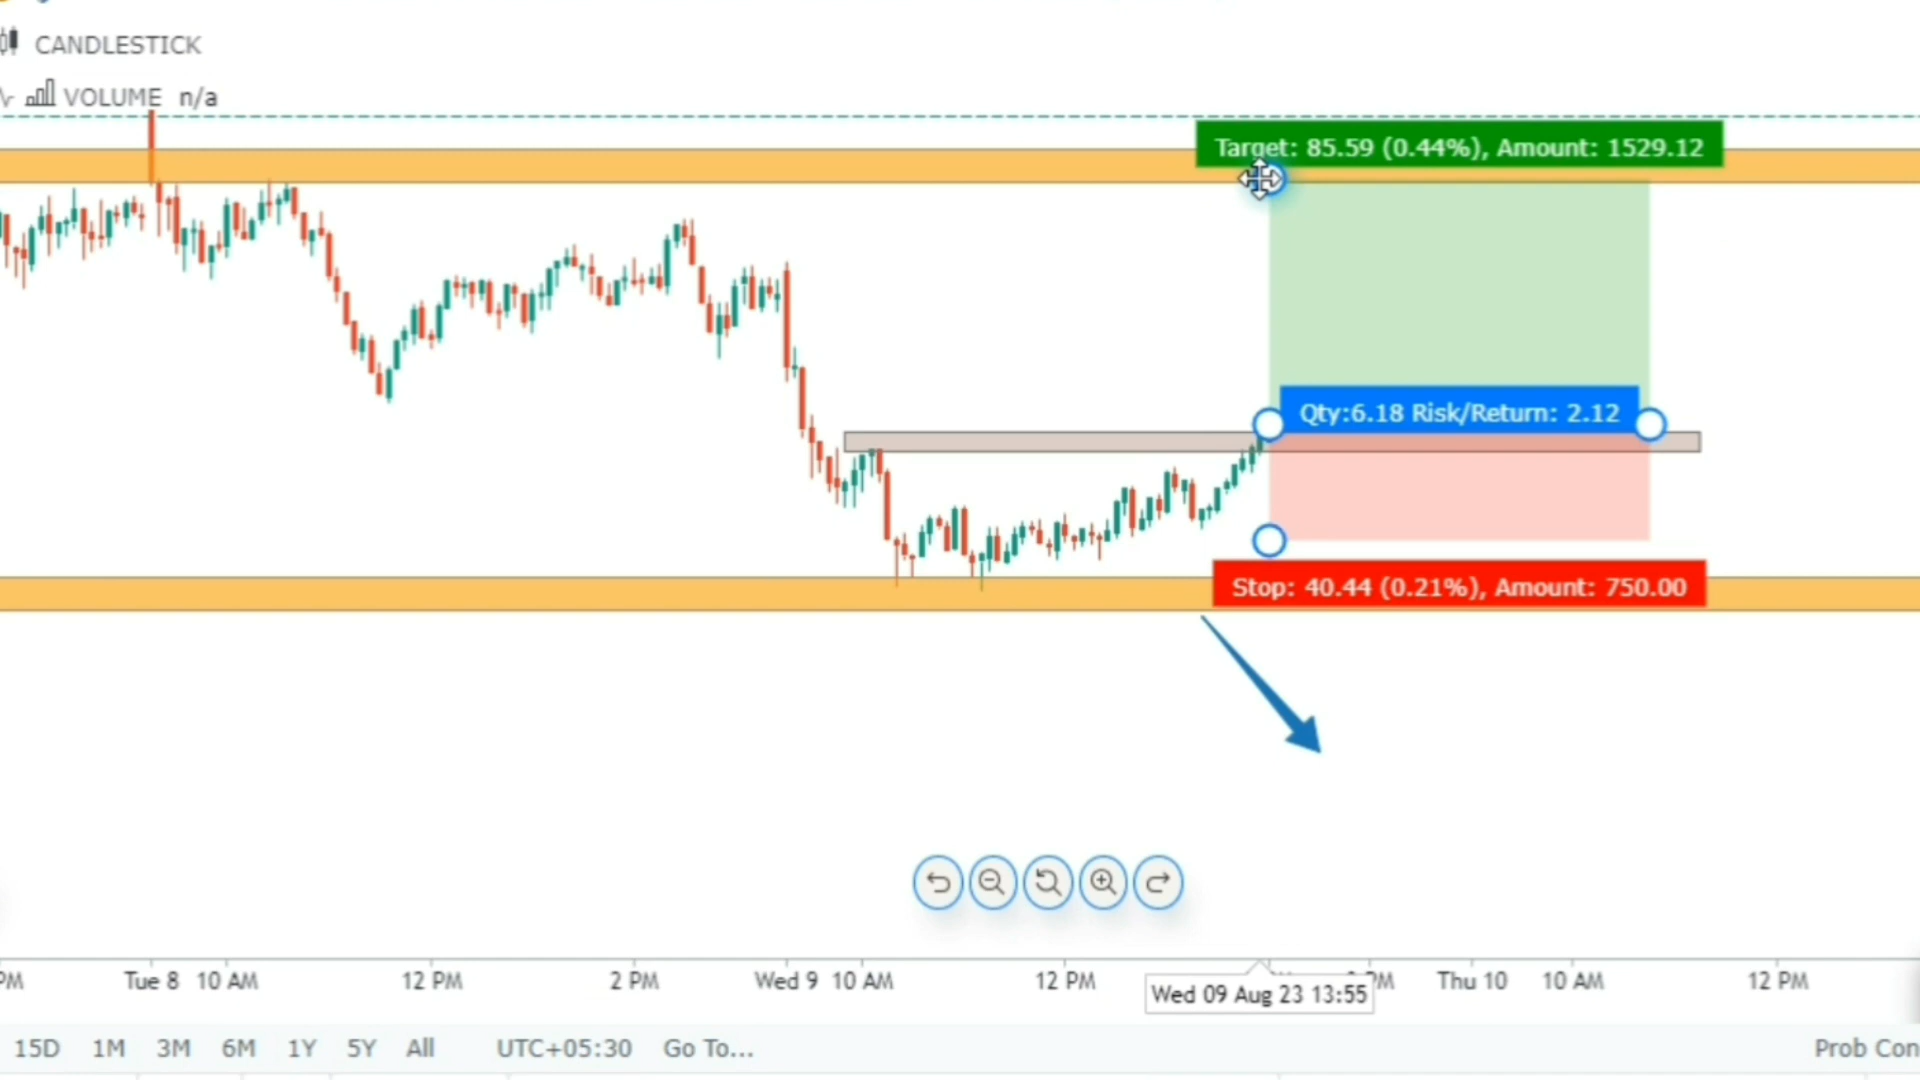 CANDLESTICK
VOLUME n/a
Target: 85.59 (0.44%), Amount: 1529.12
Qty:6.18 Risk/Return: 2.12
Stop: 40.44 (0.21%), Amount: 750.00
PM Tue 8 10 AM 12 PM 2 PM Wed 9 10 AM 12 PM PM Thu 10 10 AM 12 PM
Wed 09 Aug 23 13:55
15D 1M 3M 6M 1Y 5Y All UTC+05:30 Go To... Prob Con